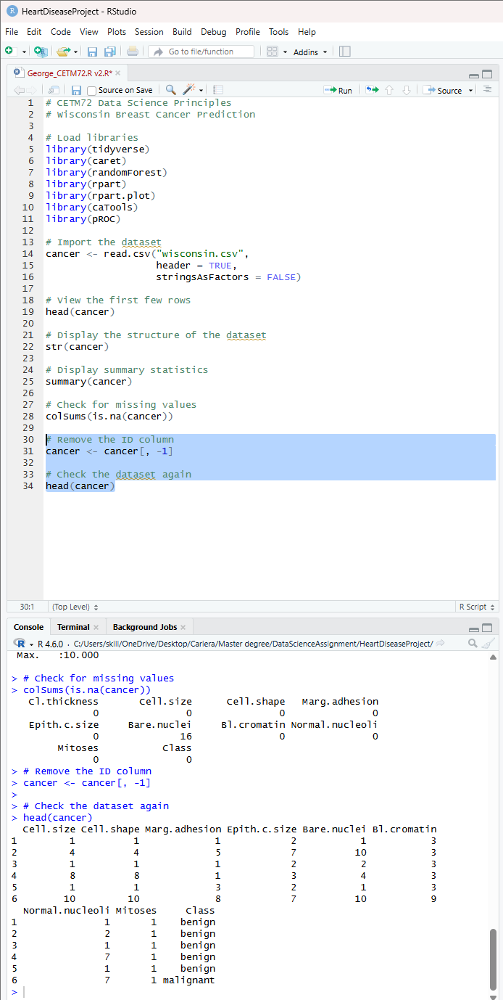 HeartDiseaseProject - RStudio
File Edit Code View Plots Session Build Debug Profile Tools Help
Go to file/function Addins
George_CETM72.R v2.R*
Source on Save Run Source
1 # CETM72 Data Science Principles
2 # Wisconsin Breast Cancer Prediction
3
4 # Load libraries
5 library(tidyverse)
6 library(caret)
7 library(randomForest)
8 library(rpart)
9 library(rpart.plot)
10 library(caTools)
11 library(pROC)
12
13 # Import the dataset
14 cancer <- read.csv("wisconsin.csv",
15 header = TRUE,
16 stringsAsFactors = FALSE)
17
18 # View the first few rows
19 head(cancer)
20
21 # Display the structure of the dataset
22 str(cancer)
23
24 # Display summary statistics
25 summary(cancer)
26
27 # Check for missing values
28 colSums(is.na(cancer))
29
30 # Remove the ID column
31 cancer <- cancer[, -1]
32
33 # Check the dataset again
34 head(cancer)
30:1 (Top Level) R Script
Console Terminal Background Jobs
R 4.6.0 · C:/Users/skill/OneDrive/Desktop/Cariera/Master degree/DataScienceAssignment/HeartDiseaseProject/
Max. :10.000
> # Check for missing values
> colSums(is.na(cancer))
Cl.thickness Cell.size Cell.shape Marg.adhesion
0 0 0 0
Epith.c.size Bare.nuclei Bl.cromatin Normal.nucleoli
0 16 0 0
Mitoses Class
0 0
> # Remove the ID column
> cancer <- cancer[, -1]
>
> # Check the dataset again
> head(cancer)
Cell.size Cell.shape Marg.adhesion Epith.c.size Bare.nuclei Bl.cromatin
1 1 1 1 2 1 3
2 4 4 5 7 10 3
3 1 1 1 2 2 3
4 8 8 1 3 4 3
5 1 1 3 2 1 3
6 10 10 8 7 10 9
Normal.nucleoli Mitoses Class
1 1 1 benign
2 2 1 benign
3 1 1 benign
4 7 1 benign
5 1 1 benign
6 7 1 malignant
>